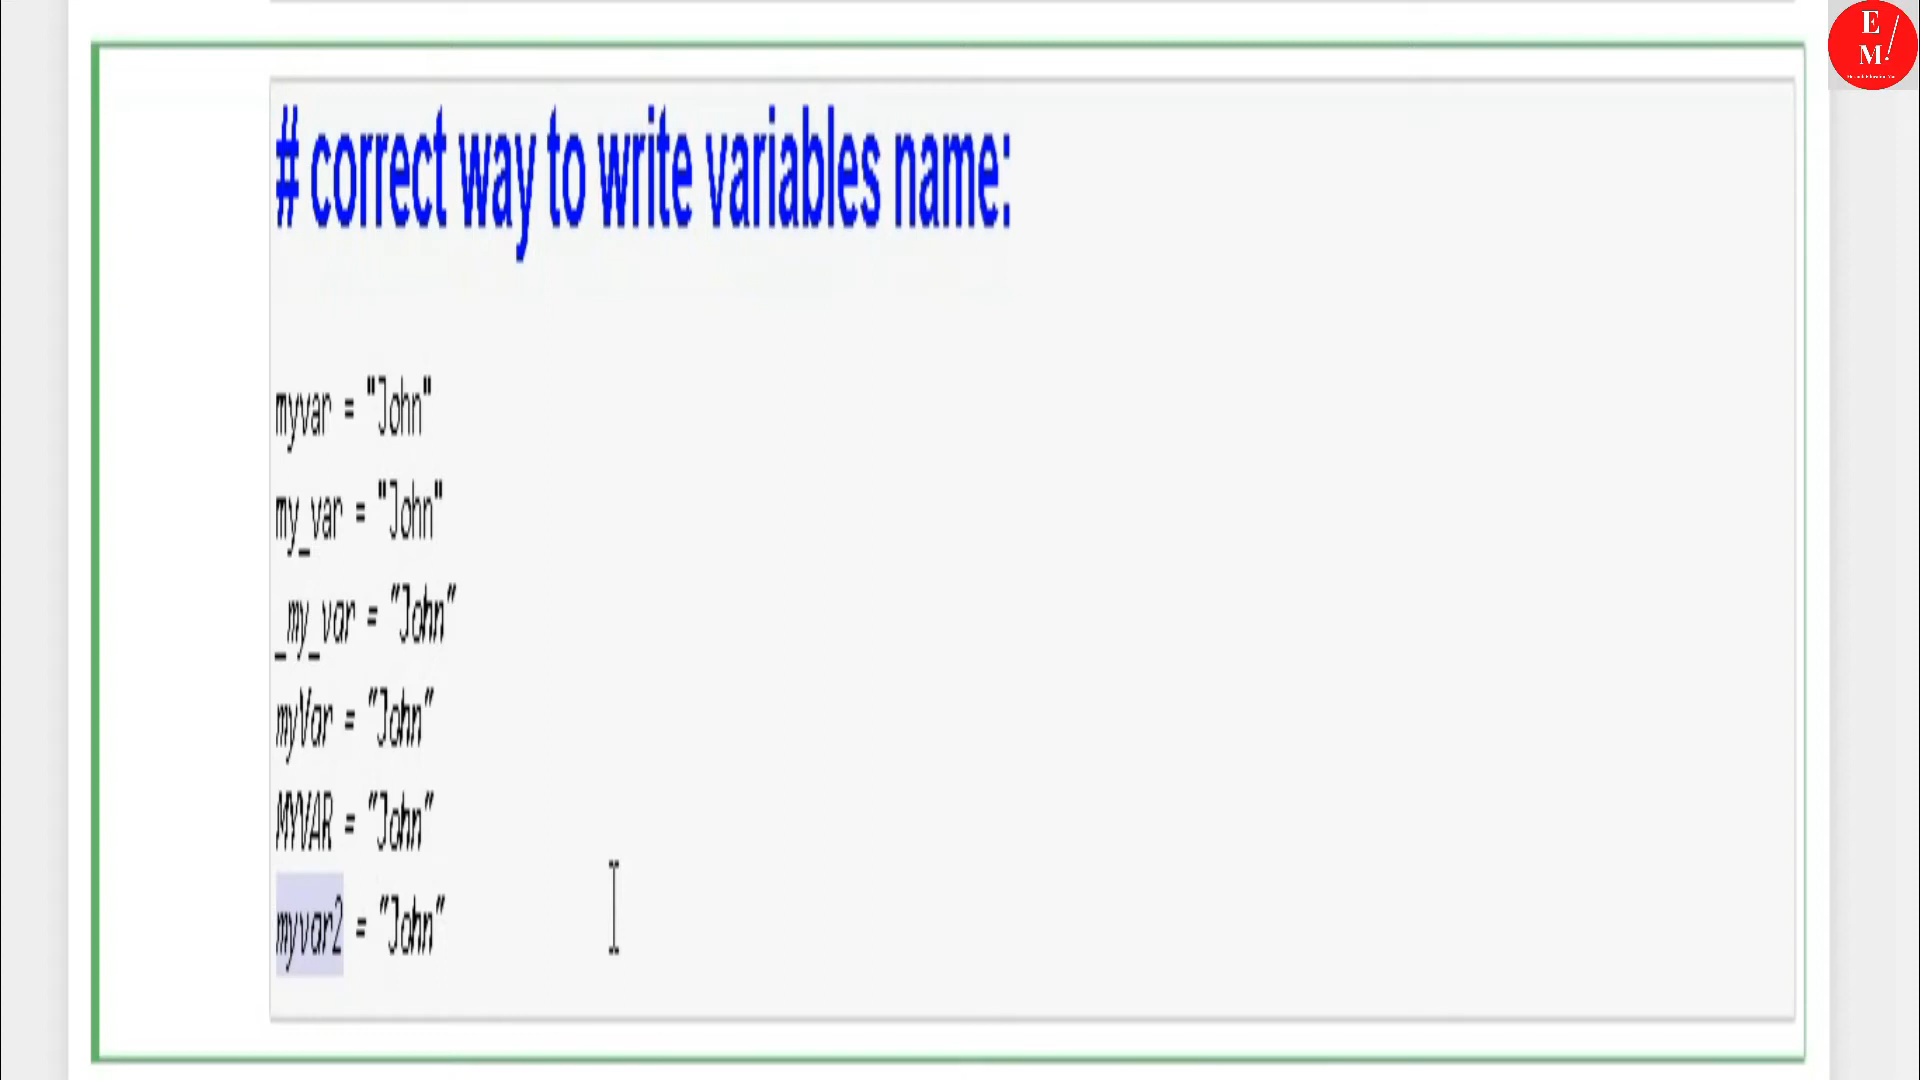 E
M!
# correct way to write variables name:
myvar = "John"
my_var = "John"
_my_var = "John"
myVar = "John"
MYVAR = "John"
myvar2 = "John"